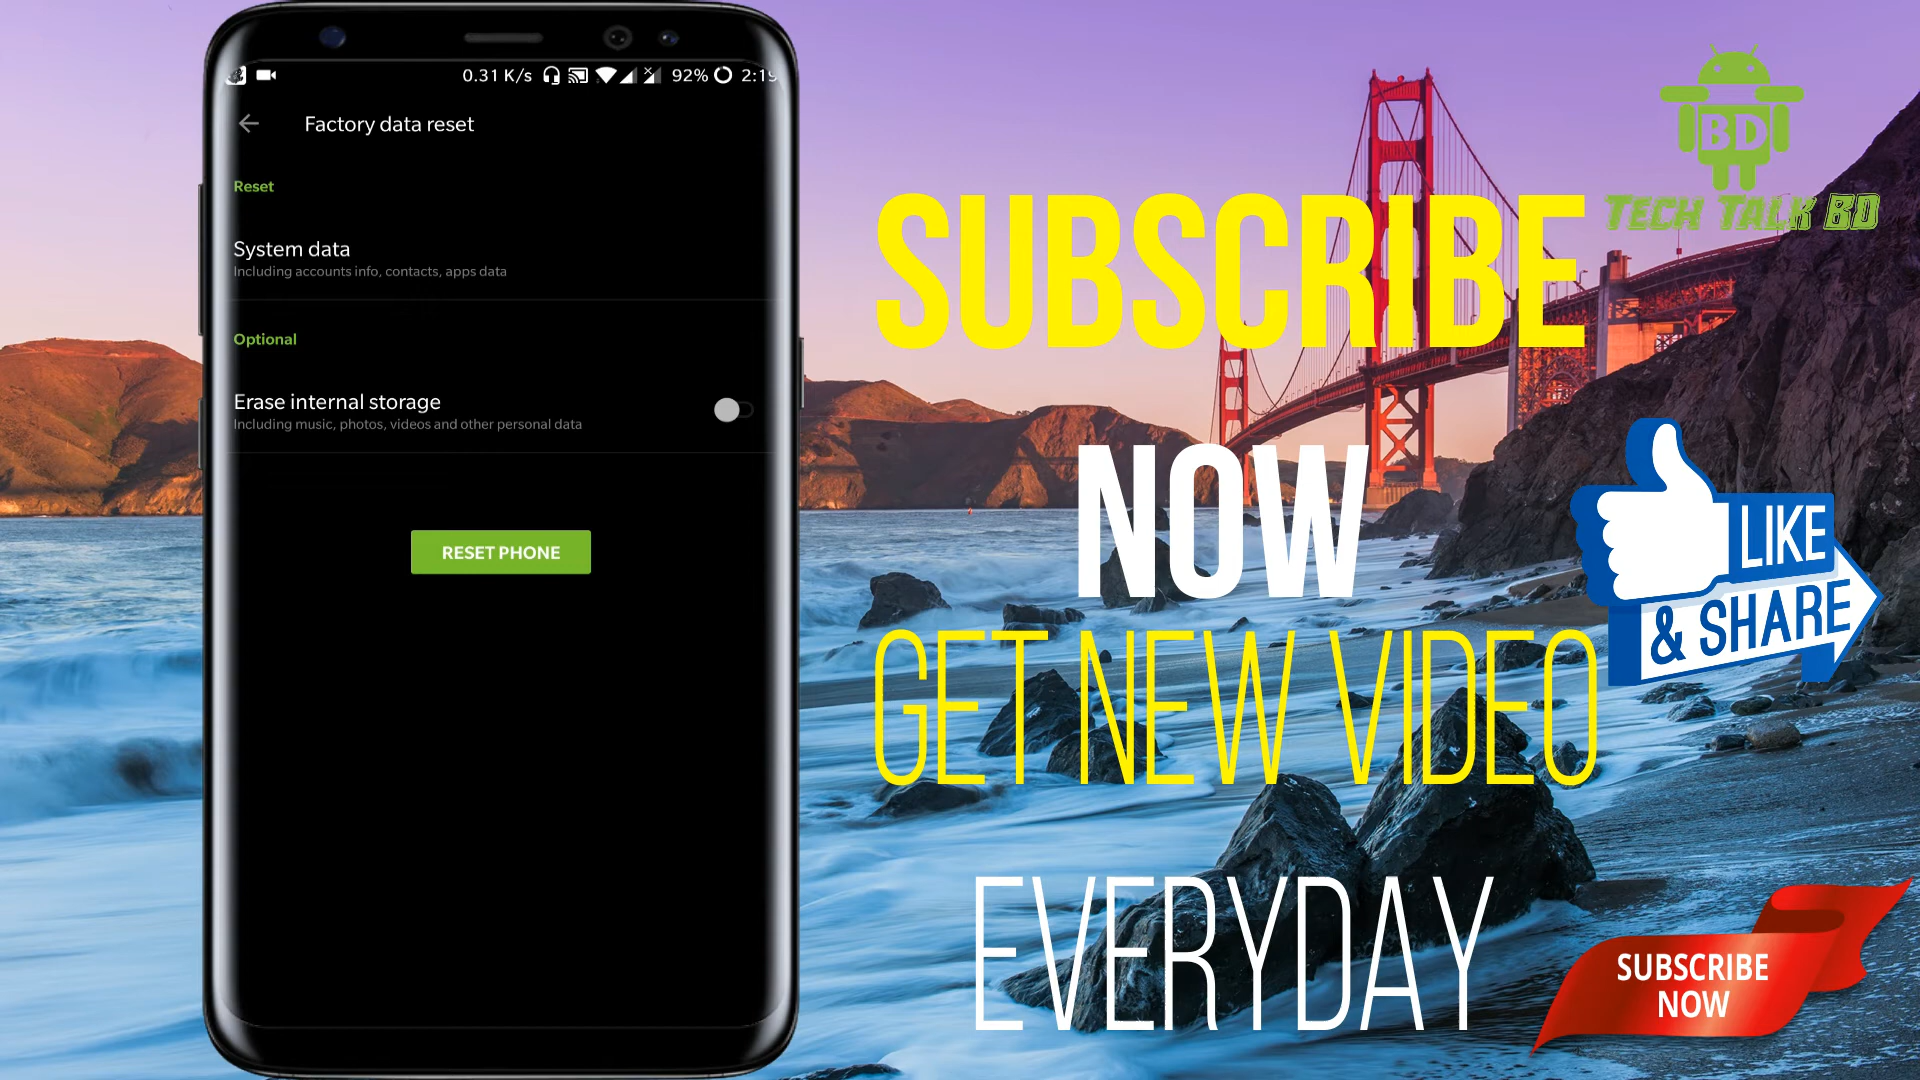 0.31 K/s 92% 2:19
Factory data reset
Reset
System data
Including accounts info, contacts, apps data
Optional
Erase internal storage
Including music, photos, videos and other personal data
RESET PHONE
SUBSCRIBE
NOW
GET NEW VIDEO
EVERYDAY
BD
TECH TALK BD
LIKE
& SHARE
SUBSCRIBE
NOW